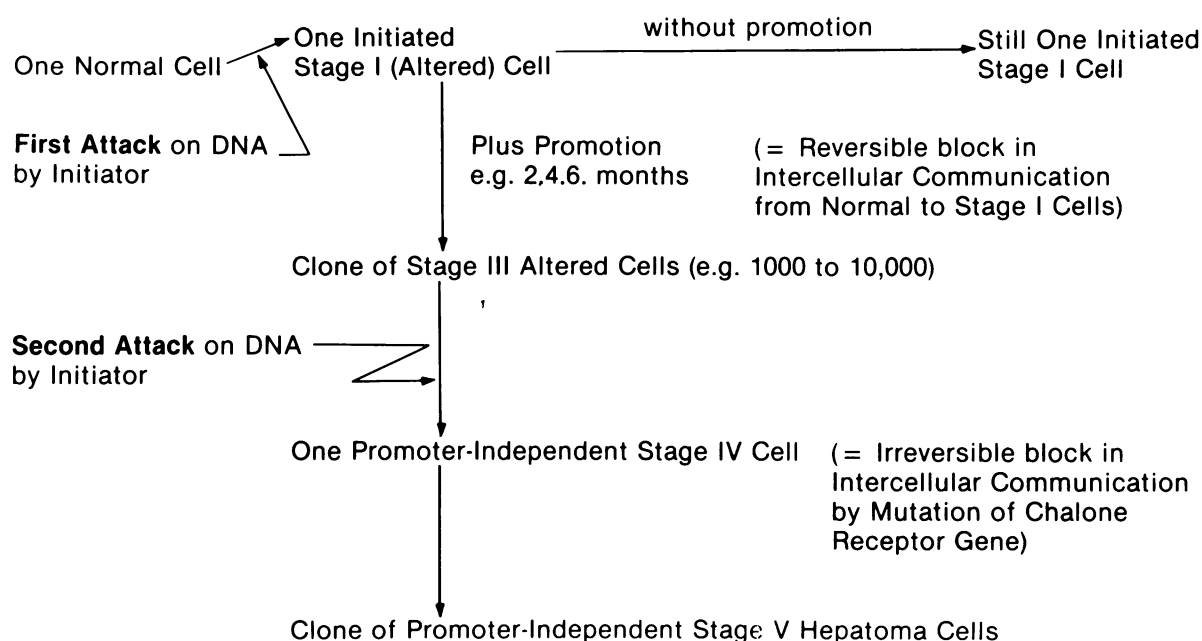 without promotion
One Normal Cell
One Initiated
Stage I (Altered) Cell
Still One Initiated
Stage I Cell
First Attack on DNA
by Initiator
Plus Promotion
e.g. 2,4.6. months
(= Reversible block in
Intercellular Communication
from Normal to Stage I Cells)
Clone of Stage III Altered Cells (e.g. 1000 to 10,000)
Second Attack on DNA
by Initiator
One Promoter-Independent Stage IV Cell
(= Irreversible block in
Intercellular Communication
by Mutation of Chalone
Receptor Gene)
Clone of Promoter-Independent Stage V Hepatoma Cells